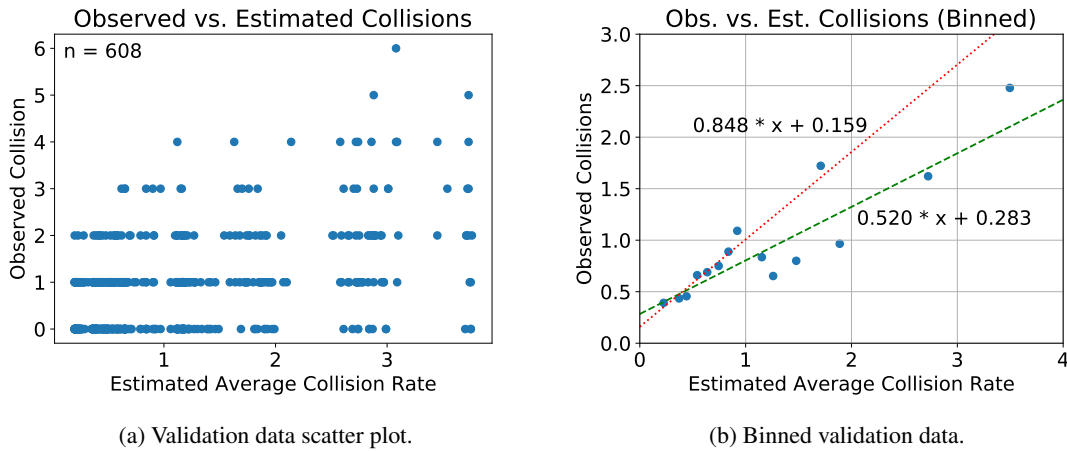 Observed vs. Estimated Collisions
n = 608
6
5
4
3
2
1
0
Observed Collision
1 2 3
Estimated Average Collision Rate
(a) Validation data scatter plot.
Obs. vs. Est. Collisions (Binned)
3.0
2.5
2.0
1.5
1.0
0.5
0.0
Observed Collisions
0.848 * x + 0.159
0.520 * x + 0.283
0 1 2 3 4
Estimated Average Collision Rate
(b) Binned validation data.